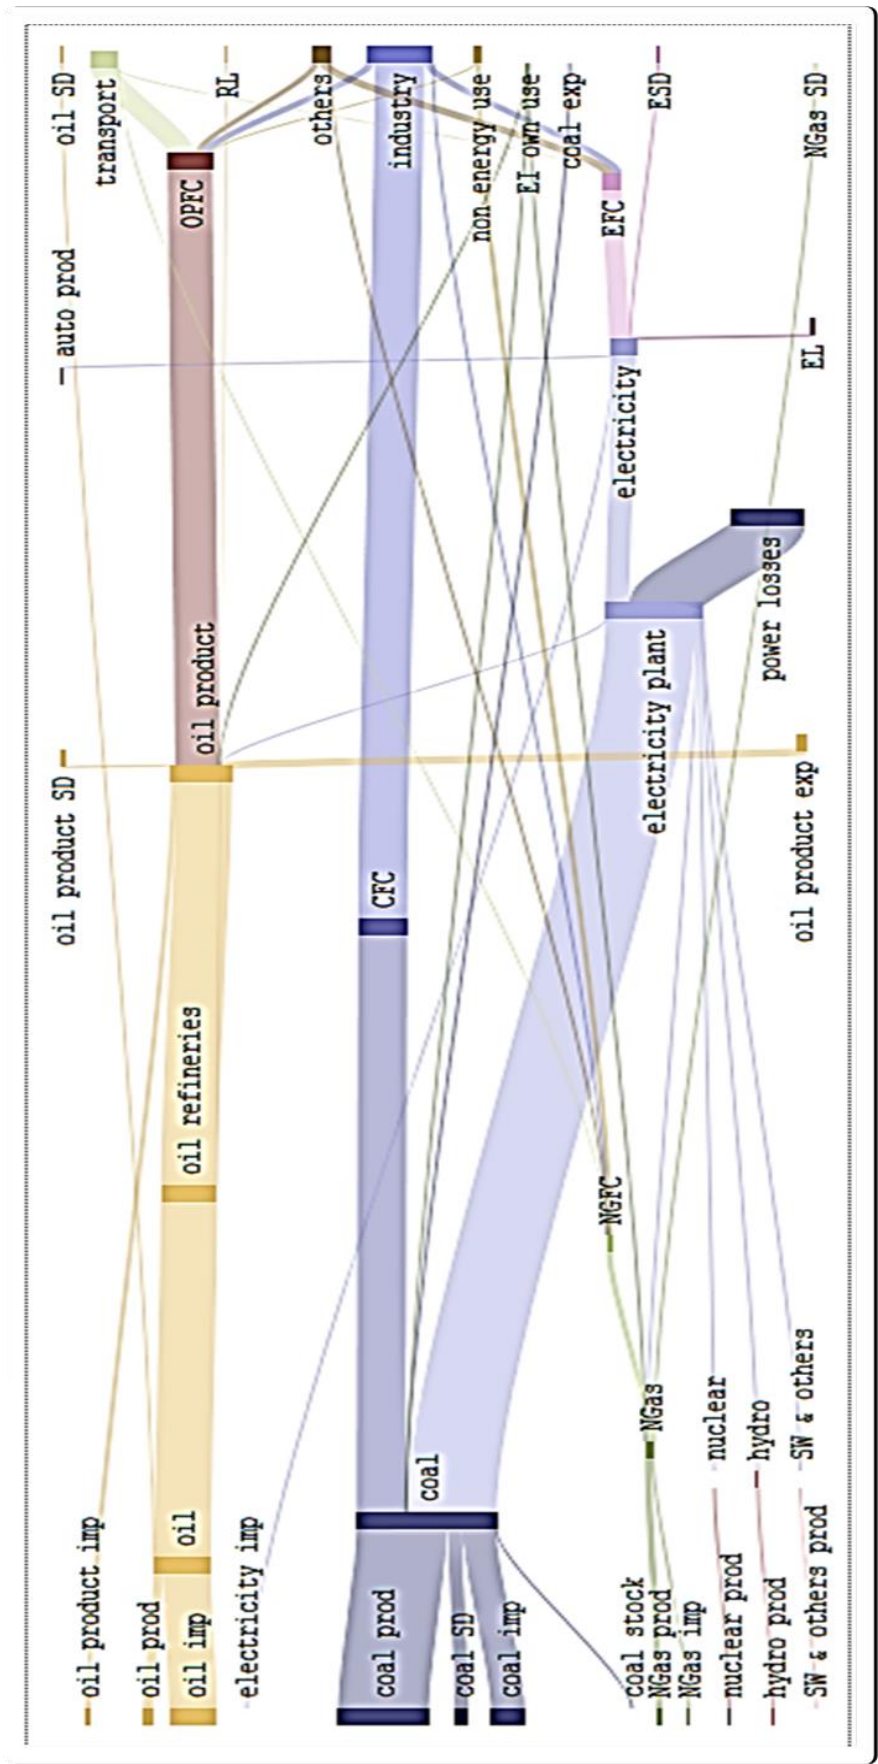 oil SD
transport
RL
others
industry
non energy use
EI own use
coal exp
ESD
NGas SD
OPFC
EFC
auto prod
EL
electricity
power losses
oil product
electricity plant
oil product SD
oil product exp
CFC
oil refineries
NGFC
NGas
nuclear
hydro
SW & others
coal
oil
oil product imp
oil prod
oil imp
electricity imp
coal prod
coal SD
coal imp
coal stock
NGas prod
NGas imp
nuclear prod
hydro prod
SW & others prod